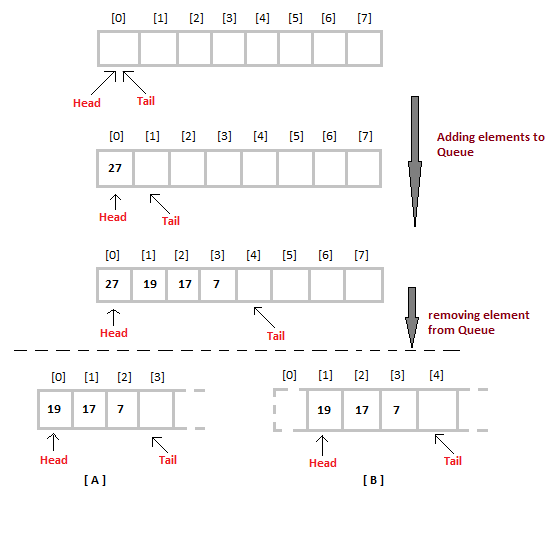 [0] [1] [2] [3] [4] [5] [6] [7]
Head Tail
Adding elements to
Queue
[0] [1] [2] [3] [4] [5] [6] [7]
27
Head Tail
[0] [1] [2] [3] [4] [5] [6] [7]
27 19 17 7
Head Tail
removing element
from Queue
[0] [1] [2] [3]
19 17 7
Head Tail
[ A ]
[0] [1] [2] [3] [4]
19 17 7
Head Tail
[ B ]